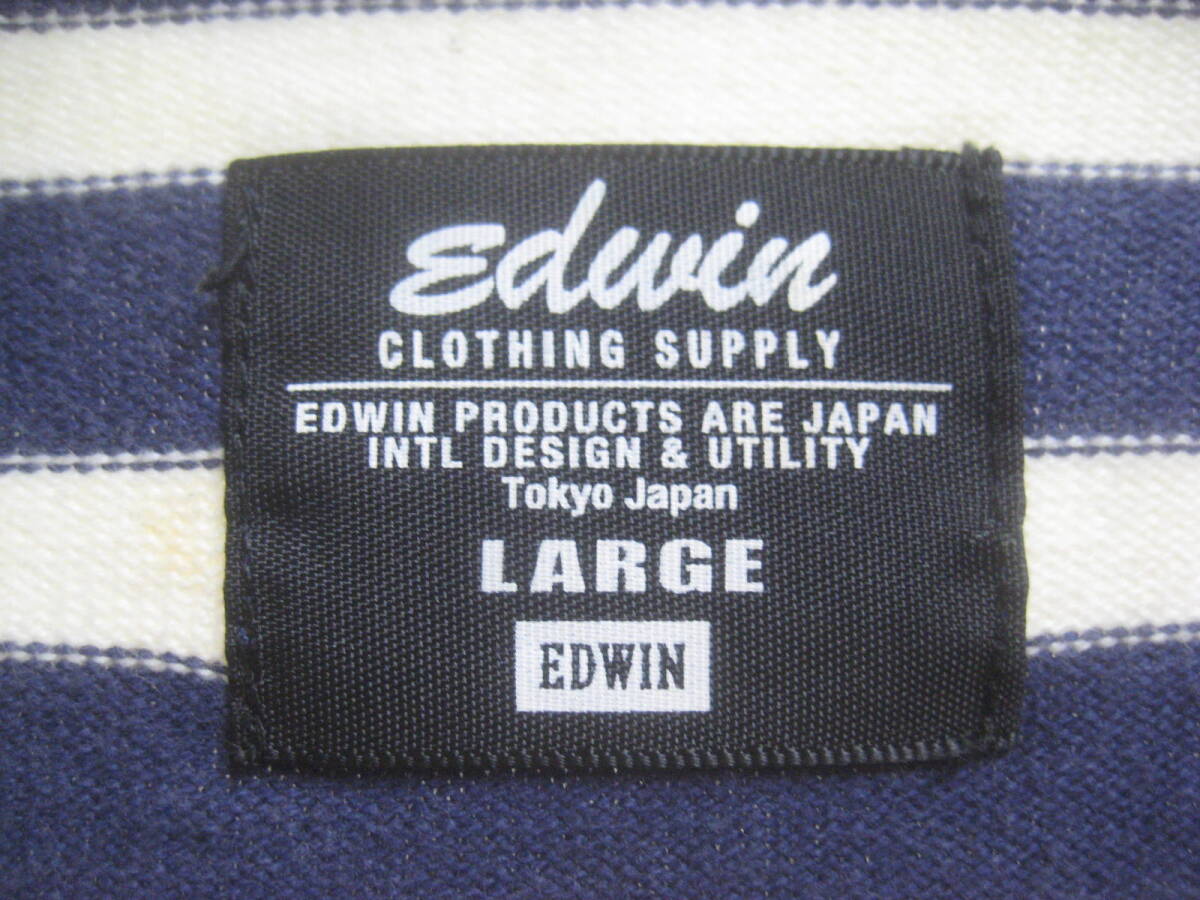 Edwin
CLOTHING SUPPLY
EDWIN PRODUCTS ARE JAPAN
INTL DESIGN & UTILITY
Tokyo Japan
LARGE
EDWIN